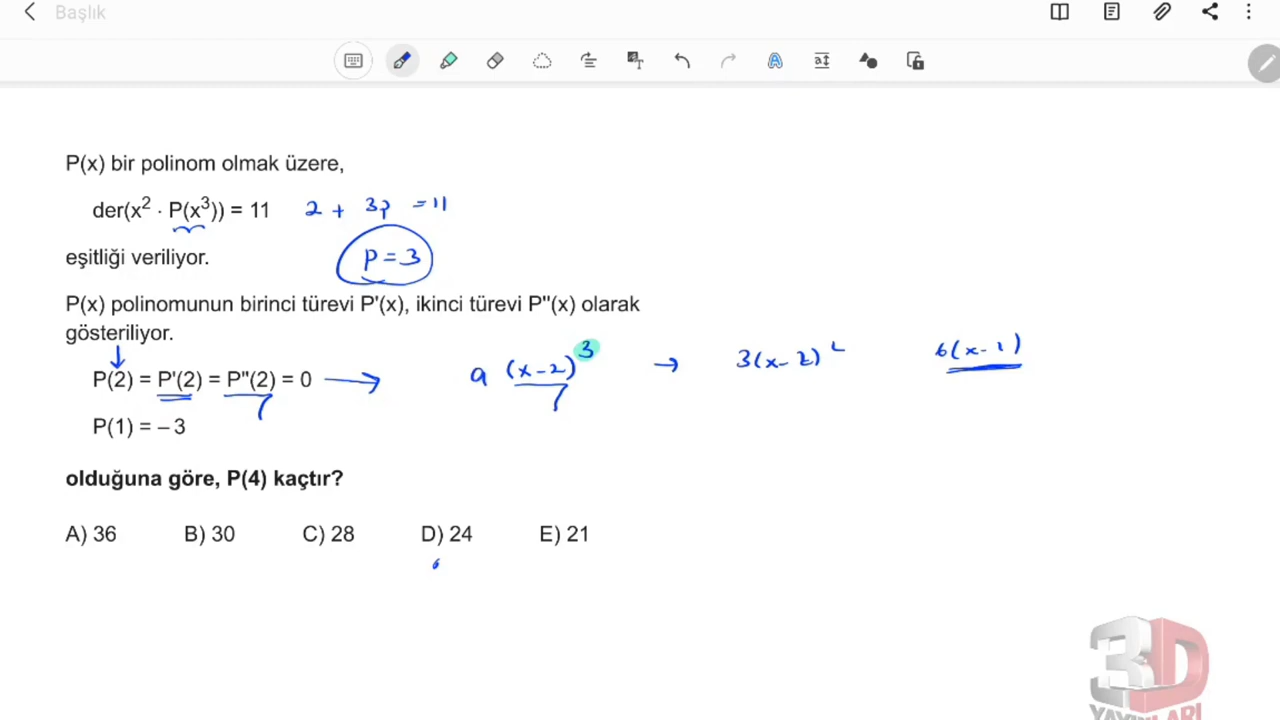 Başlık
P(x) bir polinom olmak üzere,
der(x² · P(x³)) = 11 2 + 3p = 11
eşitliği veriliyor.
p = 3
P(x) polinomunun birinci türevi P'(x), ikinci türevi P''(x) olarak
gösteriliyor.
P(2) = P'(2) = P''(2) = 0 → a (x-2)³ → 3(x-2)² 6(x-2)
P(1) = – 3
olduğuna göre, P(4) kaçtır?
A) 36 B) 30 C) 28 D) 24 E) 21
3D
YAYINLARI